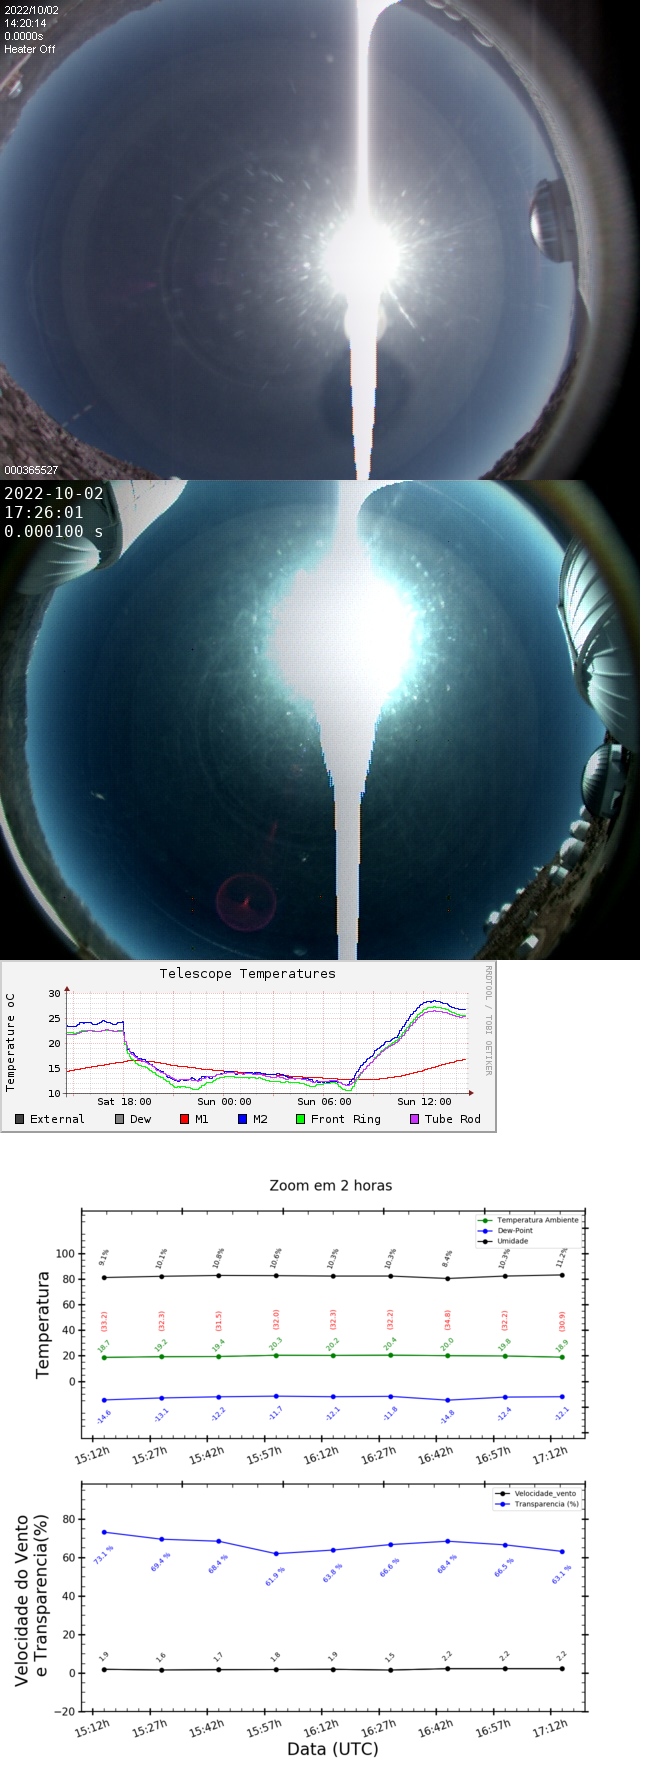 2022/10/02
14:20:14
0.0000s
Heater Off
000365527
2022-10-02
17:26:01
0.000100 s
Telescope Temperatures
RRDTOOL / TOBI OETIKER
Temperature oC
30
25
20
15
10
Sat 18:00 Sun 00:00 Sun 06:00 Sun 12:00
External Dew M1 M2 Front Ring Tube Rod
Zoom em 2 horas
Temperatura Ambiente
Dew-Point
Umidade
Temperatura
100
80
60
40
20
0
9.1% 10.1% 10.8% 10.6% 10.3% 10.3% 8.4% 10.3% 11.2%
(33.2) (32.3) (31.5) (32.0) (32.3) (32.2) (34.8) (32.2) (30.9)
18.7 19.2 19.4 20.3 20.2 20.4 20.0 19.8 18.9
-14.6 -13.1 -12.2 -11.7 -12.1 -11.8 -14.8 -12.4 -12.1
15:12h 15:27h 15:42h 15:57h 16:12h 16:27h 16:42h 16:57h 17:12h
Velocidade_vento
Transparencia (%)
Velocidade do Vento
e Transparencia(%)
80
60
40
20
0
−20
73.1 % 69.4 % 68.4 % 61.9 % 63.8 % 66.6 % 68.4 % 66.5 % 63.1 %
1.9 1.6 1.7 1.8 1.9 1.5 2.2 2.2 2.2
15:12h 15:27h 15:42h 15:57h 16:12h 16:27h 16:42h 16:57h 17:12h
Data (UTC)